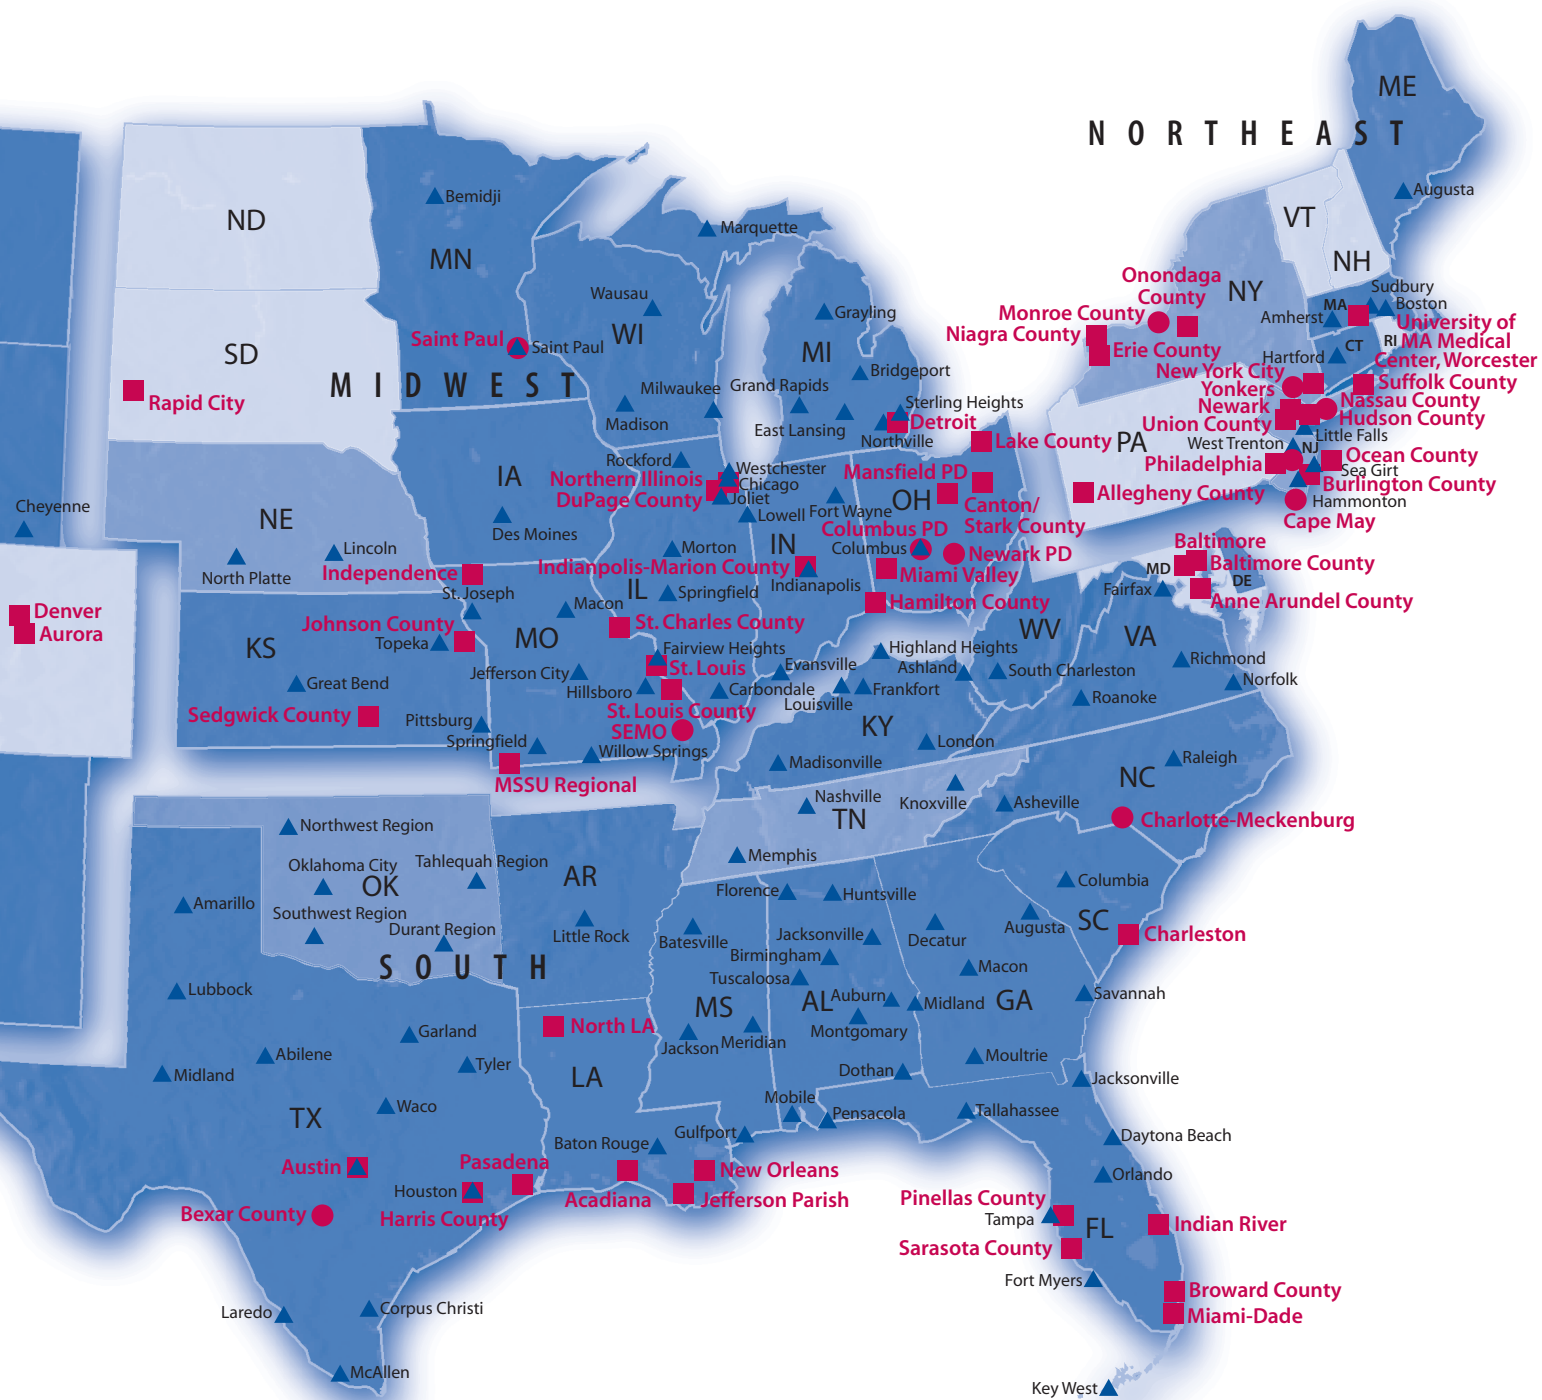 NORTHEAST
MIDWEST
SOUTH
ME
Augusta
VT
NH
NY
Onondaga
County
Monroe County
Niagra County
Erie County
Sudbury
Boston
MA
Amherst
University of
MA Medical
Center, Worcester
RI
CT
Hartford
New York City
Suffolk County
Yonkers
Nassau County
Newark
Hudson County
Union County
Little Falls
West Trenton
NJ
Ocean County
Philadelphia
Sea Girt
Burlington County
Hammonton
Cape May
PA
Allegheny County
Baltimore
Baltimore County
MD
DE
Fairfax
Anne Arundel County
ND
SD
Rapid City
NE
North Platte
Lincoln
Cheyenne
Denver
Aurora
MN
Bemidji
Saint Paul
Saint Paul
WI
Wausau
Milwaukee
Madison
Marquette
MI
Grayling
Bridgeport
Grand Rapids
Sterling Heights
East Lansing
Detroit
Northville
IA
Des Moines
Rockford
Northern Illinois
DuPage County
Westchester
Chicago
Joliet
Lowell
Fort Wayne
Morton
IN
Indianpolis-Marion County
Indianapolis
IL
Springfield
Lake County
Mansfield PD
OH
Canton/
Stark County
Columbus PD
Columbus
Newark PD
Miami Valley
Hamilton County
Independence
St. Joseph
Macon
Johnson County
Topeka
KS
Great Bend
Sedgwick County
Pittsburg
MO
St. Charles County
Fairview Heights
St. Louis
Jefferson City
Hillsboro
Carbondale
St. Louis County
SEMO
Springfield
Willow Springs
MSSU Regional
Evansville
Highland Heights
Ashland
Louisville
Frankfort
KY
London
Madisonville
WV
South Charleston
VA
Richmond
Norfolk
Roanoke
NC
Raleigh
Asheville
Charlotte-Meckenburg
Nashville
Knoxville
TN
Memphis
Northwest Region
Oklahoma City
Tahlequah Region
OK
Southwest Region
Durant Region
AR
Little Rock
Amarillo
Lubbock
Garland
Abilene
Tyler
Midland
Waco
TX
Austin
Houston
Pasadena
Harris County
Bexar County
Laredo
Corpus Christi
McAllen
North LA
LA
Baton Rouge
Acadiana
New Orleans
Jefferson Parish
Gulfport
Batesville
MS
Jackson
Meridian
Florence
Huntsville
Jacksonville
Birmingham
Tuscaloosa
AL
Auburn
Montgomary
Dothan
Mobile
Decatur
Augusta
Macon
Midland
GA
Savannah
Moultrie
Columbia
SC
Charleston
Pensacola
Tallahassee
Jacksonville
Daytona Beach
Orlando
Pinellas County
Tampa
FL
Indian River
Sarasota County
Fort Myers
Broward County
Miami-Dade
Key West